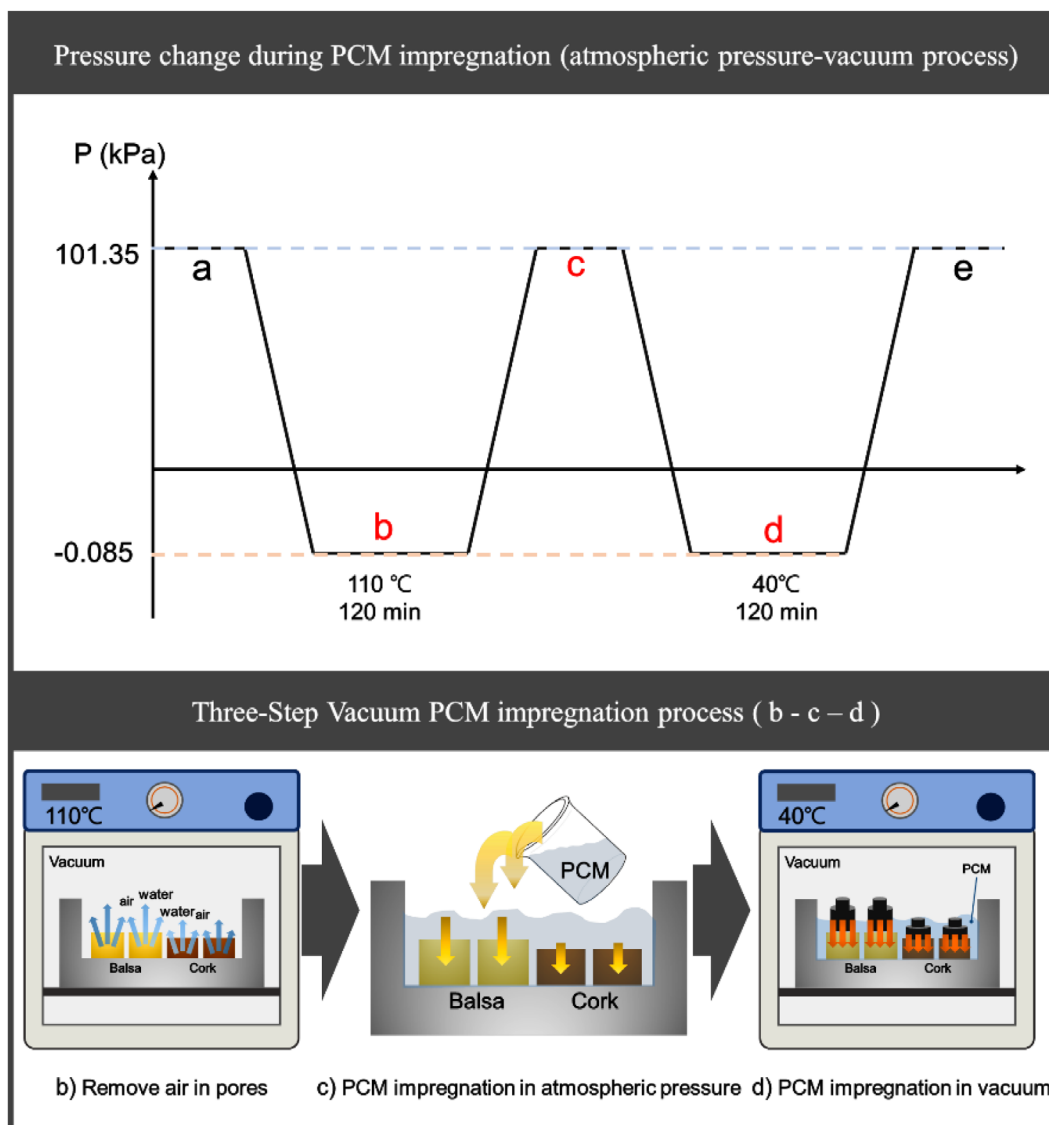 Pressure change during PCM impregnation (atmospheric pressure-vacuum process)
P (kPa)
101.35
a
c
e
b
d
-0.085
110 ℃
120 min
40℃
120 min
Three-Step Vacuum PCM impregnation process ( b - c – d )
110℃
Vacuum
air
water
water
air
Balsa
Cork
PCM
Balsa
Cork
40℃
Vacuum
PCM
Balsa
Cork
b) Remove air in pores
c) PCM impregnation in atmospheric pressure
d) PCM impregnation in vacuum